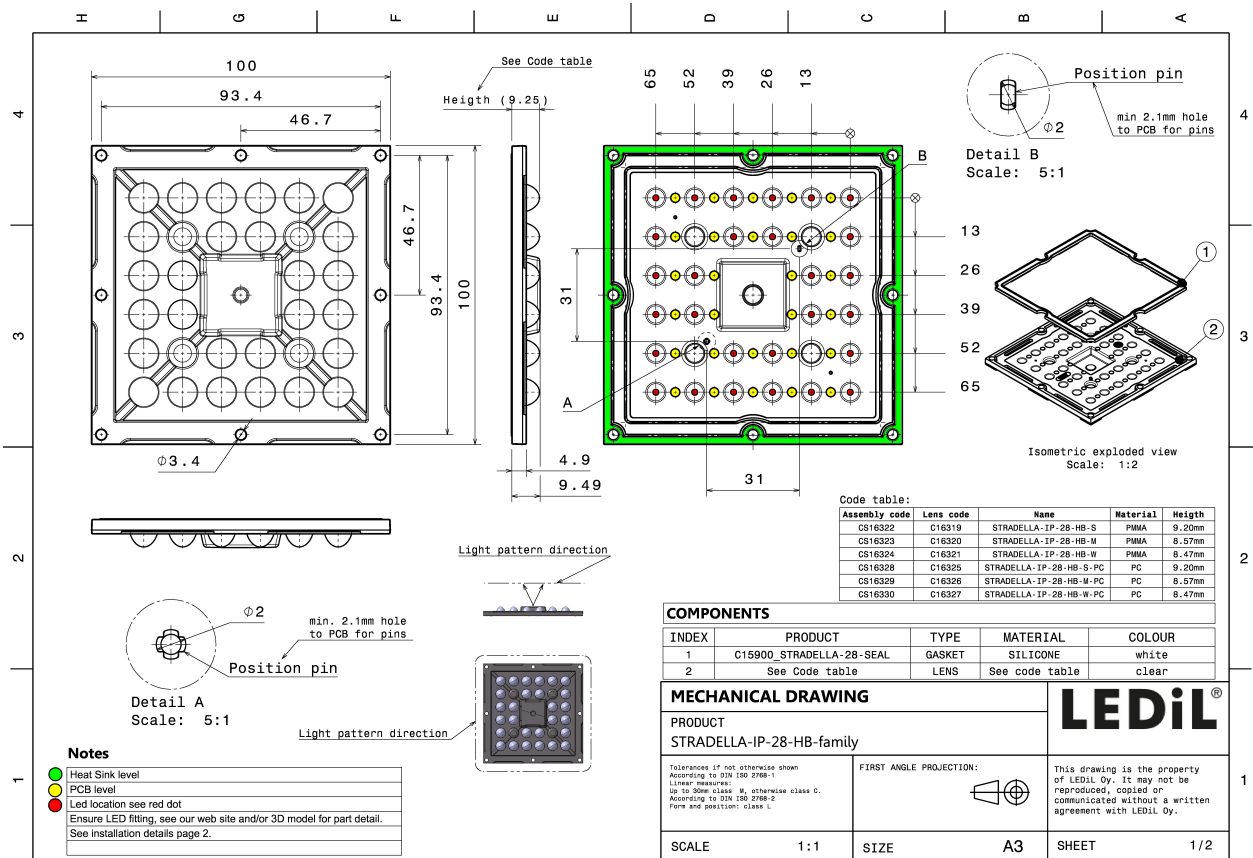 H G F E D C B A
4
3
2
1
4
3
2
1
100
93.4
46.7
46.7
93.4
100
Ø3.4
See Code table
Heigth (9.25)
4.9
9.49
65 52 39 26 13
B
A
31
31
13
26
39
52
65
Position pin
min 2.1mm hole
to PCB for pins
Ø2
Detail B
Scale: 5:1
1
2
Isometric exploded view
Scale: 1:2
Light pattern direction
Light pattern direction
Ø2
min. 2.1mm hole
to PCB for pins
Position pin
Detail A
Scale: 5:1
Code table:
Assembly code Lens code Name Material Heigth
CS16322 C16319 STRADELLA-IP-28-HB-S PMMA 9.20mm
CS16323 C16320 STRADELLA-IP-28-HB-M PMMA 8.57mm
CS16324 C16321 STRADELLA-IP-28-HB-W PMMA 8.47mm
CS16328 C16325 STRADELLA-IP-28-HB-S-PC PC 9.20mm
CS16329 C16326 STRADELLA-IP-28-HB-M-PC PC 8.57mm
CS16330 C16327 STRADELLA-IP-28-HB-W-PC PC 8.47mm
COMPONENTS
INDEX PRODUCT TYPE MATERIAL COLOUR
1 C15900_STRADELLA-28-SEAL GASKET SILICONE white
2 See Code table LENS See code table clear
MECHANICAL DRAWING
PRODUCT
STRADELLA-IP-28-HB-family
LEDiL®
Tolerances if not otherwise shown
According to DIN ISO 2768-1
Linear measures:
Up to 30mm class M, otherwise class C.
According to DIN ISO 2768-2
Form and position: class L
FIRST ANGLE PROJECTION:
This drawing is the property
of LEDiL Oy. It may not be
reproduced, copied or
communicated without a written
agreement with LEDiL Oy.
SCALE 1:1
SIZE A3
SHEET 1/2
Notes
Heat Sink level
PCB level
Led location see red dot
Ensure LED fitting, see our web site and/or 3D model for part detail.
See installation details page 2.